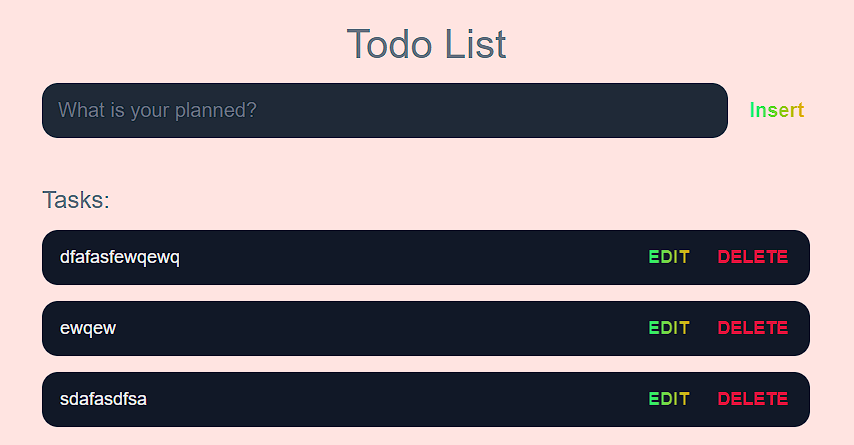 Todo List
What is your planned?
Insert
Tasks:
dfafasfewqewq EDIT DELETE
ewqew EDIT DELETE
sdafasdfsa EDIT DELETE